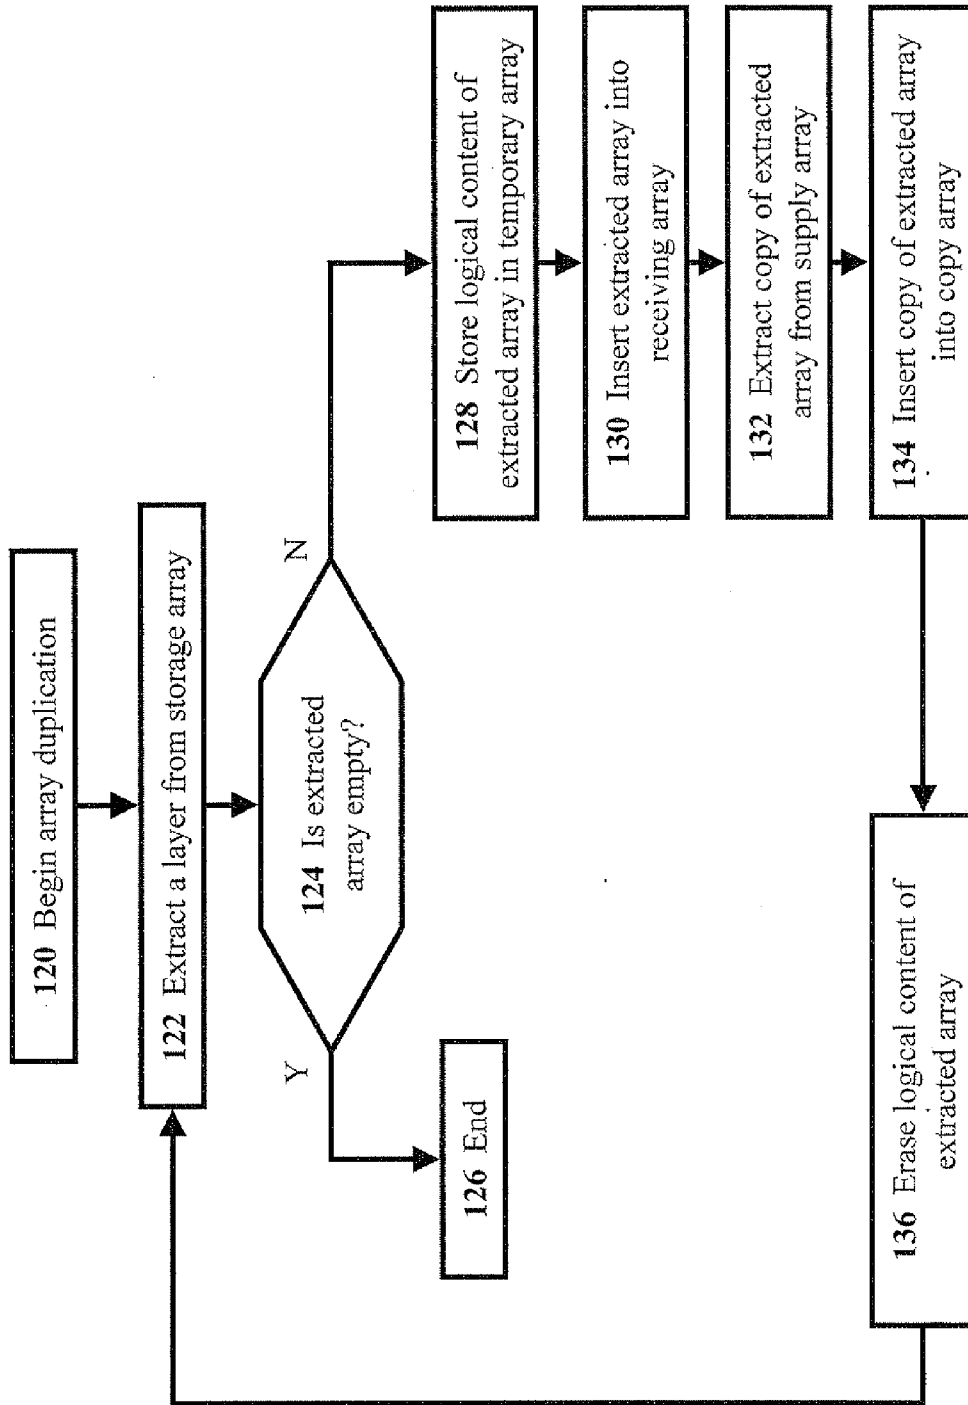 120 Begin array duplication
122 Extract a layer from storage array
124 Is extracted
array empty?
Y
N
126 End
128 Store logical content of
extracted array in temporary array
130 Insert extracted array into
receiving array
132 Extract copy of extracted
array from supply array
134 Insert copy of extracted array
into copy array
136 Erase logical content of
extracted array